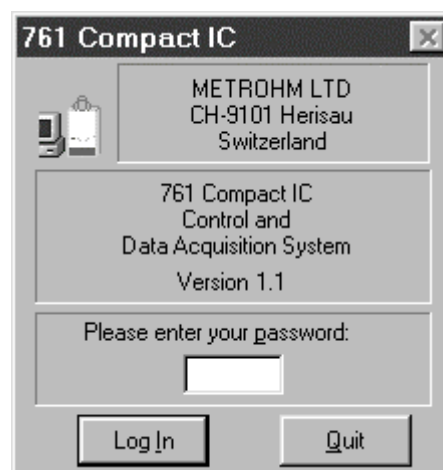 761 Compact IC
METROHM LTD
CH-9101 Herisau
Switzerland
761 Compact IC
Control and
Data Acquisition System
Version 1.1
Please enter your password:
Log In
Quit